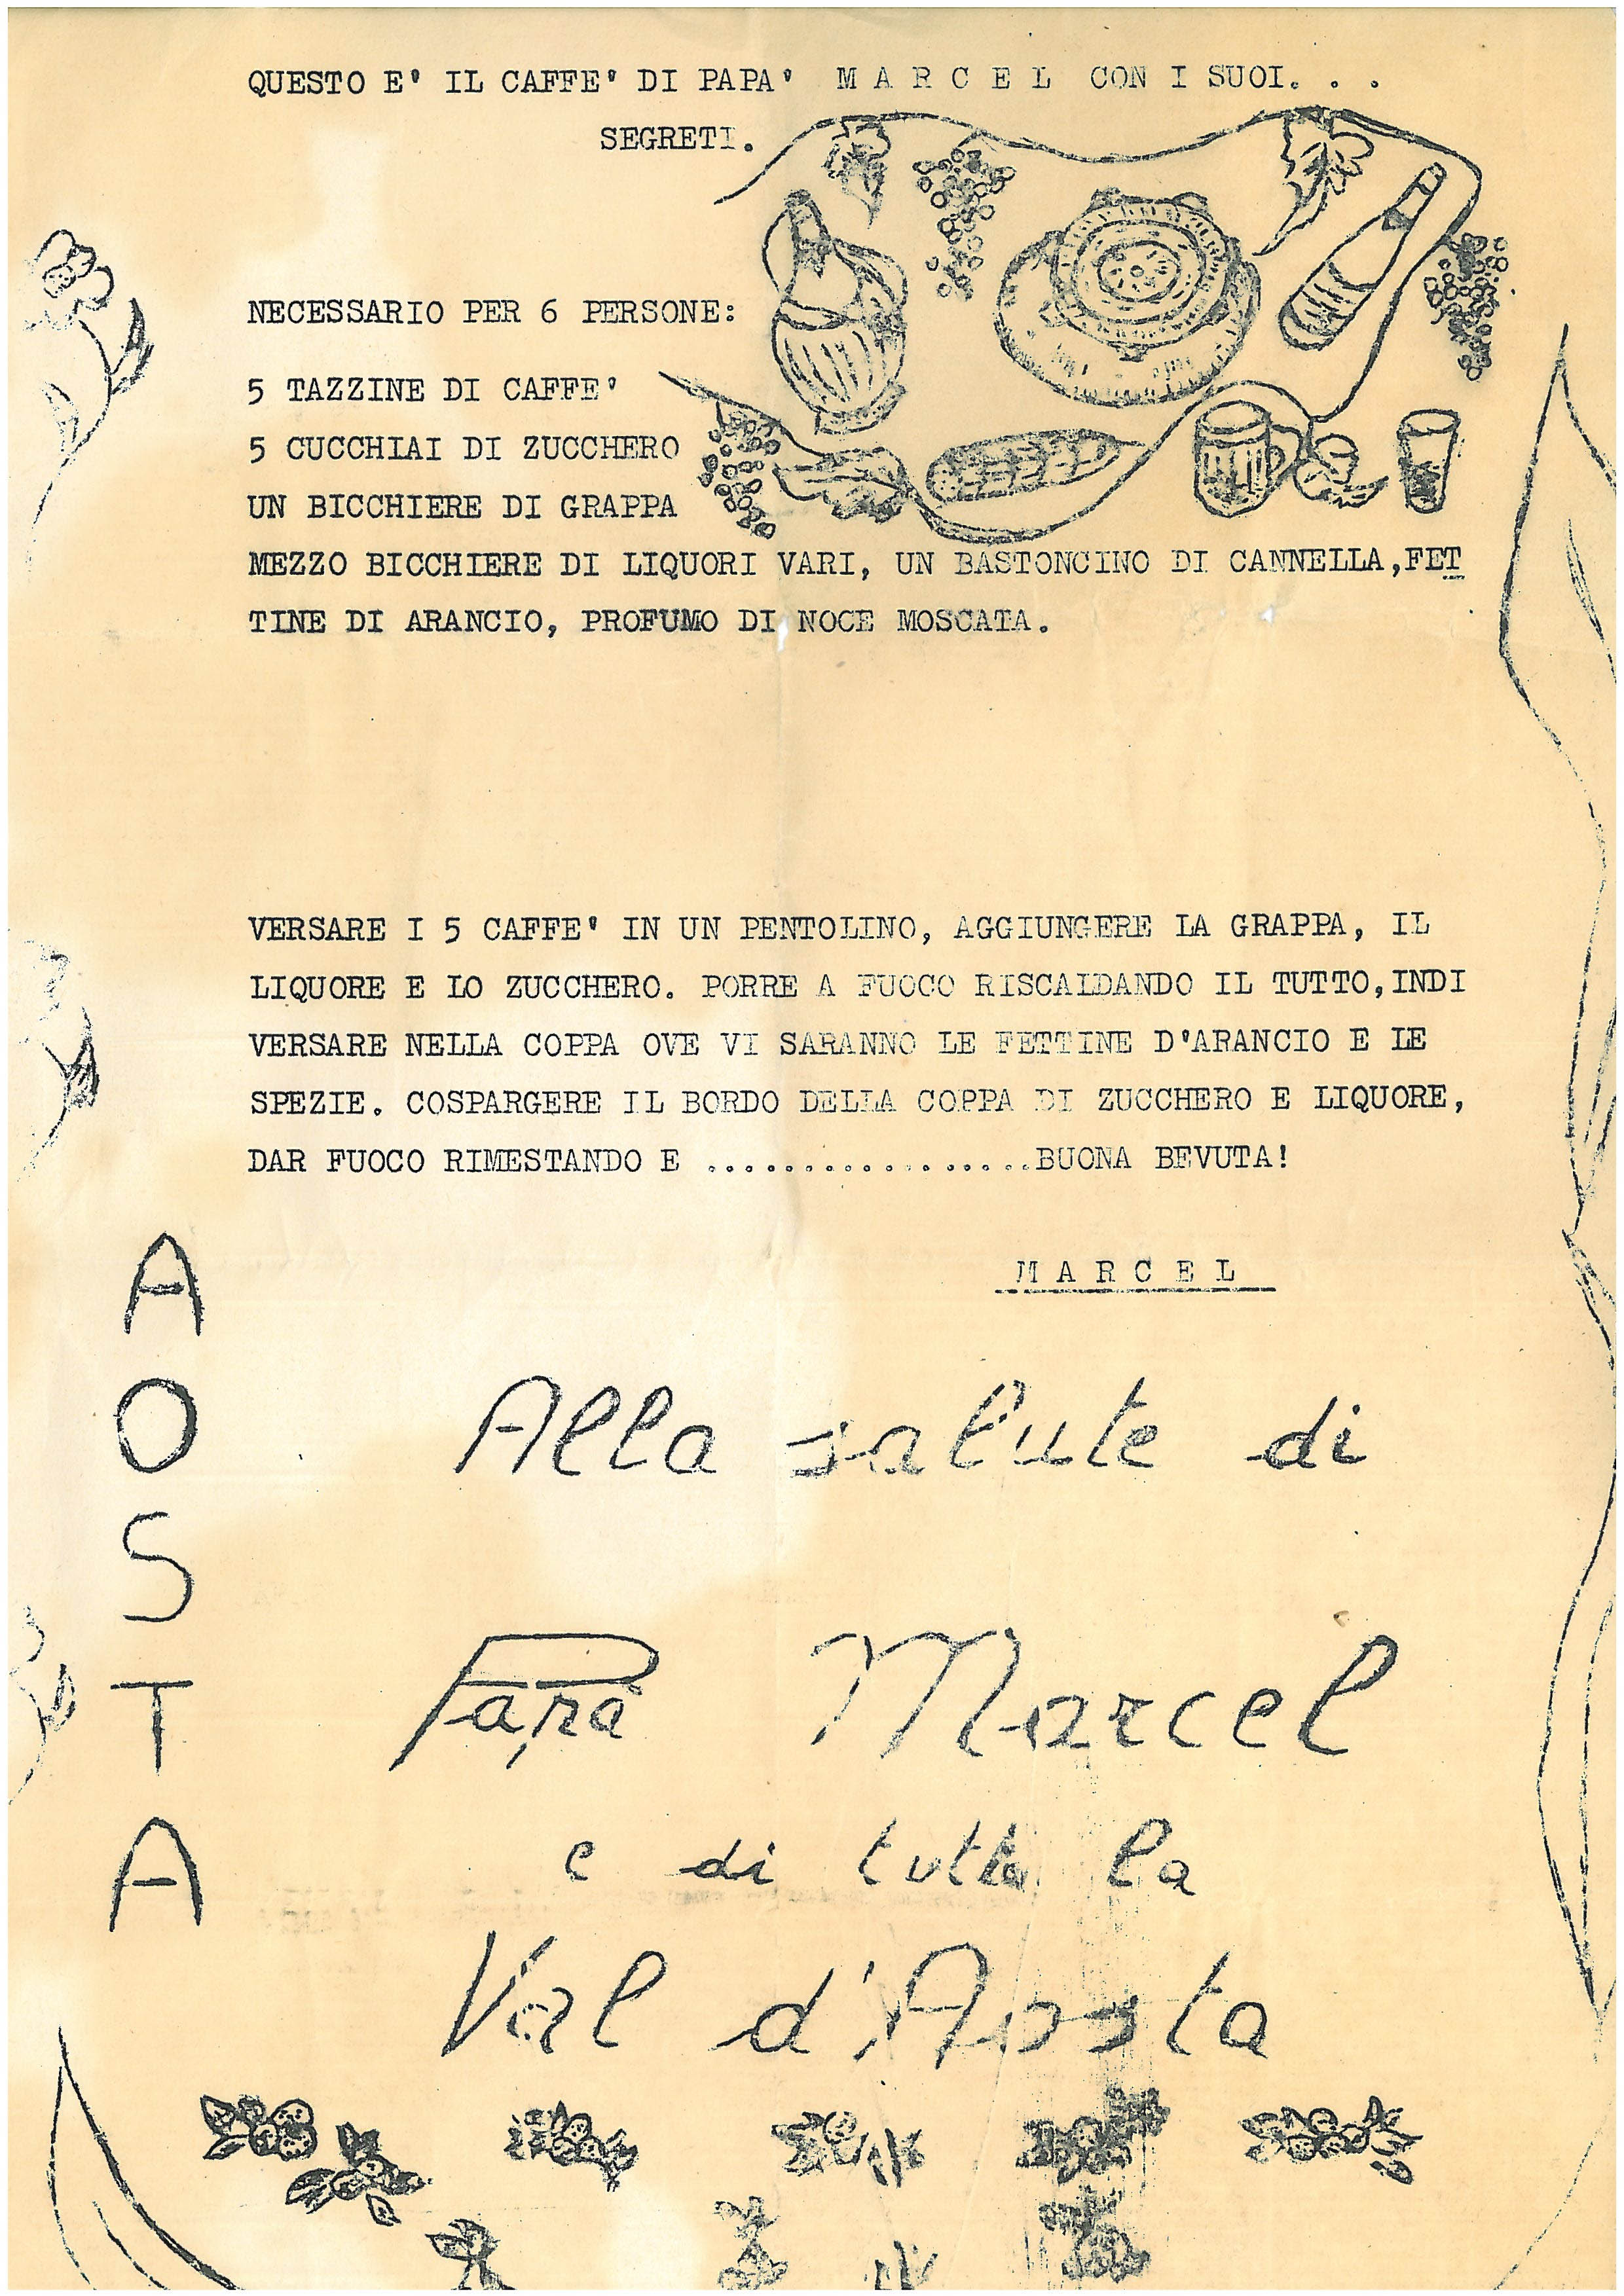 QUESTO E' IL CAFFE' DI PAPA' M A R C E L CON I SUOI. . .
SEGRETI.
NECESSARIO PER 6 PERSONE:
5 TAZZINE DI CAFFE'
5 CUCCHIAI DI ZUCCHERO
UN BICCHIERE DI GRAPPA
MEZZO BICCHIERE DI LIQUORI VARI, UN BASTONCINO DI CANNELLA,FET
TINE DI ARANCIO, PROFUMO DI NOCE MOSCATA.
VERSARE I 5 CAFFE' IN UN PENTOLINO, AGGIUNGERE LA GRAPPA, IL
LIQUORE E LO ZUCCHERO. PORRE A FUOCO RISCALDANDO IL TUTTO,INDI
VERSARE NELLA COPPA OVE VI SARANNO LE FETTINE D'ARANCIO E LE
SPEZIE. COSPARGERE IL BORDO DELLA COPPA DI ZUCCHERO E LIQUORE,
DAR FUOCO RIMESTANDO E .................BUONA BEVUTA!
M A R C E L
A
O
S
T
A
Alla salute di
Papà Marcel
e di tutta la
Val d'Aosta